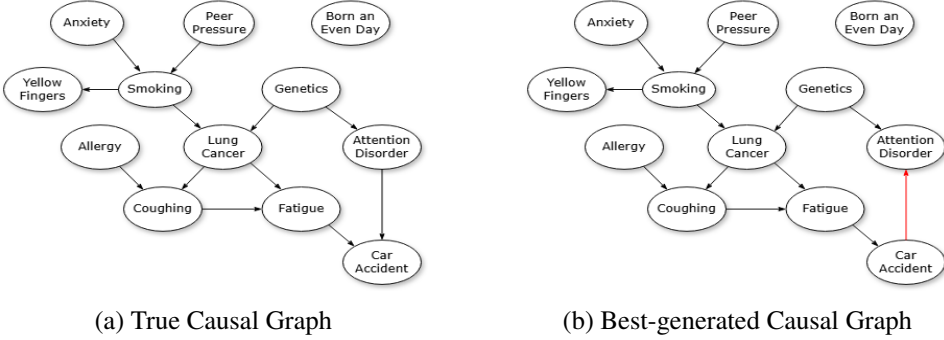 Anxiety
Peer
Pressure
Born an
Even Day
Yellow
Fingers
Smoking
Genetics
Allergy
Lung
Cancer
Attention
Disorder
Coughing
Fatigue
Car
Accident
(a) True Causal Graph
Anxiety
Peer
Pressure
Born an
Even Day
Yellow
Fingers
Smoking
Genetics
Allergy
Lung
Cancer
Attention
Disorder
Coughing
Fatigue
Car
Accident
(b) Best-generated Causal Graph